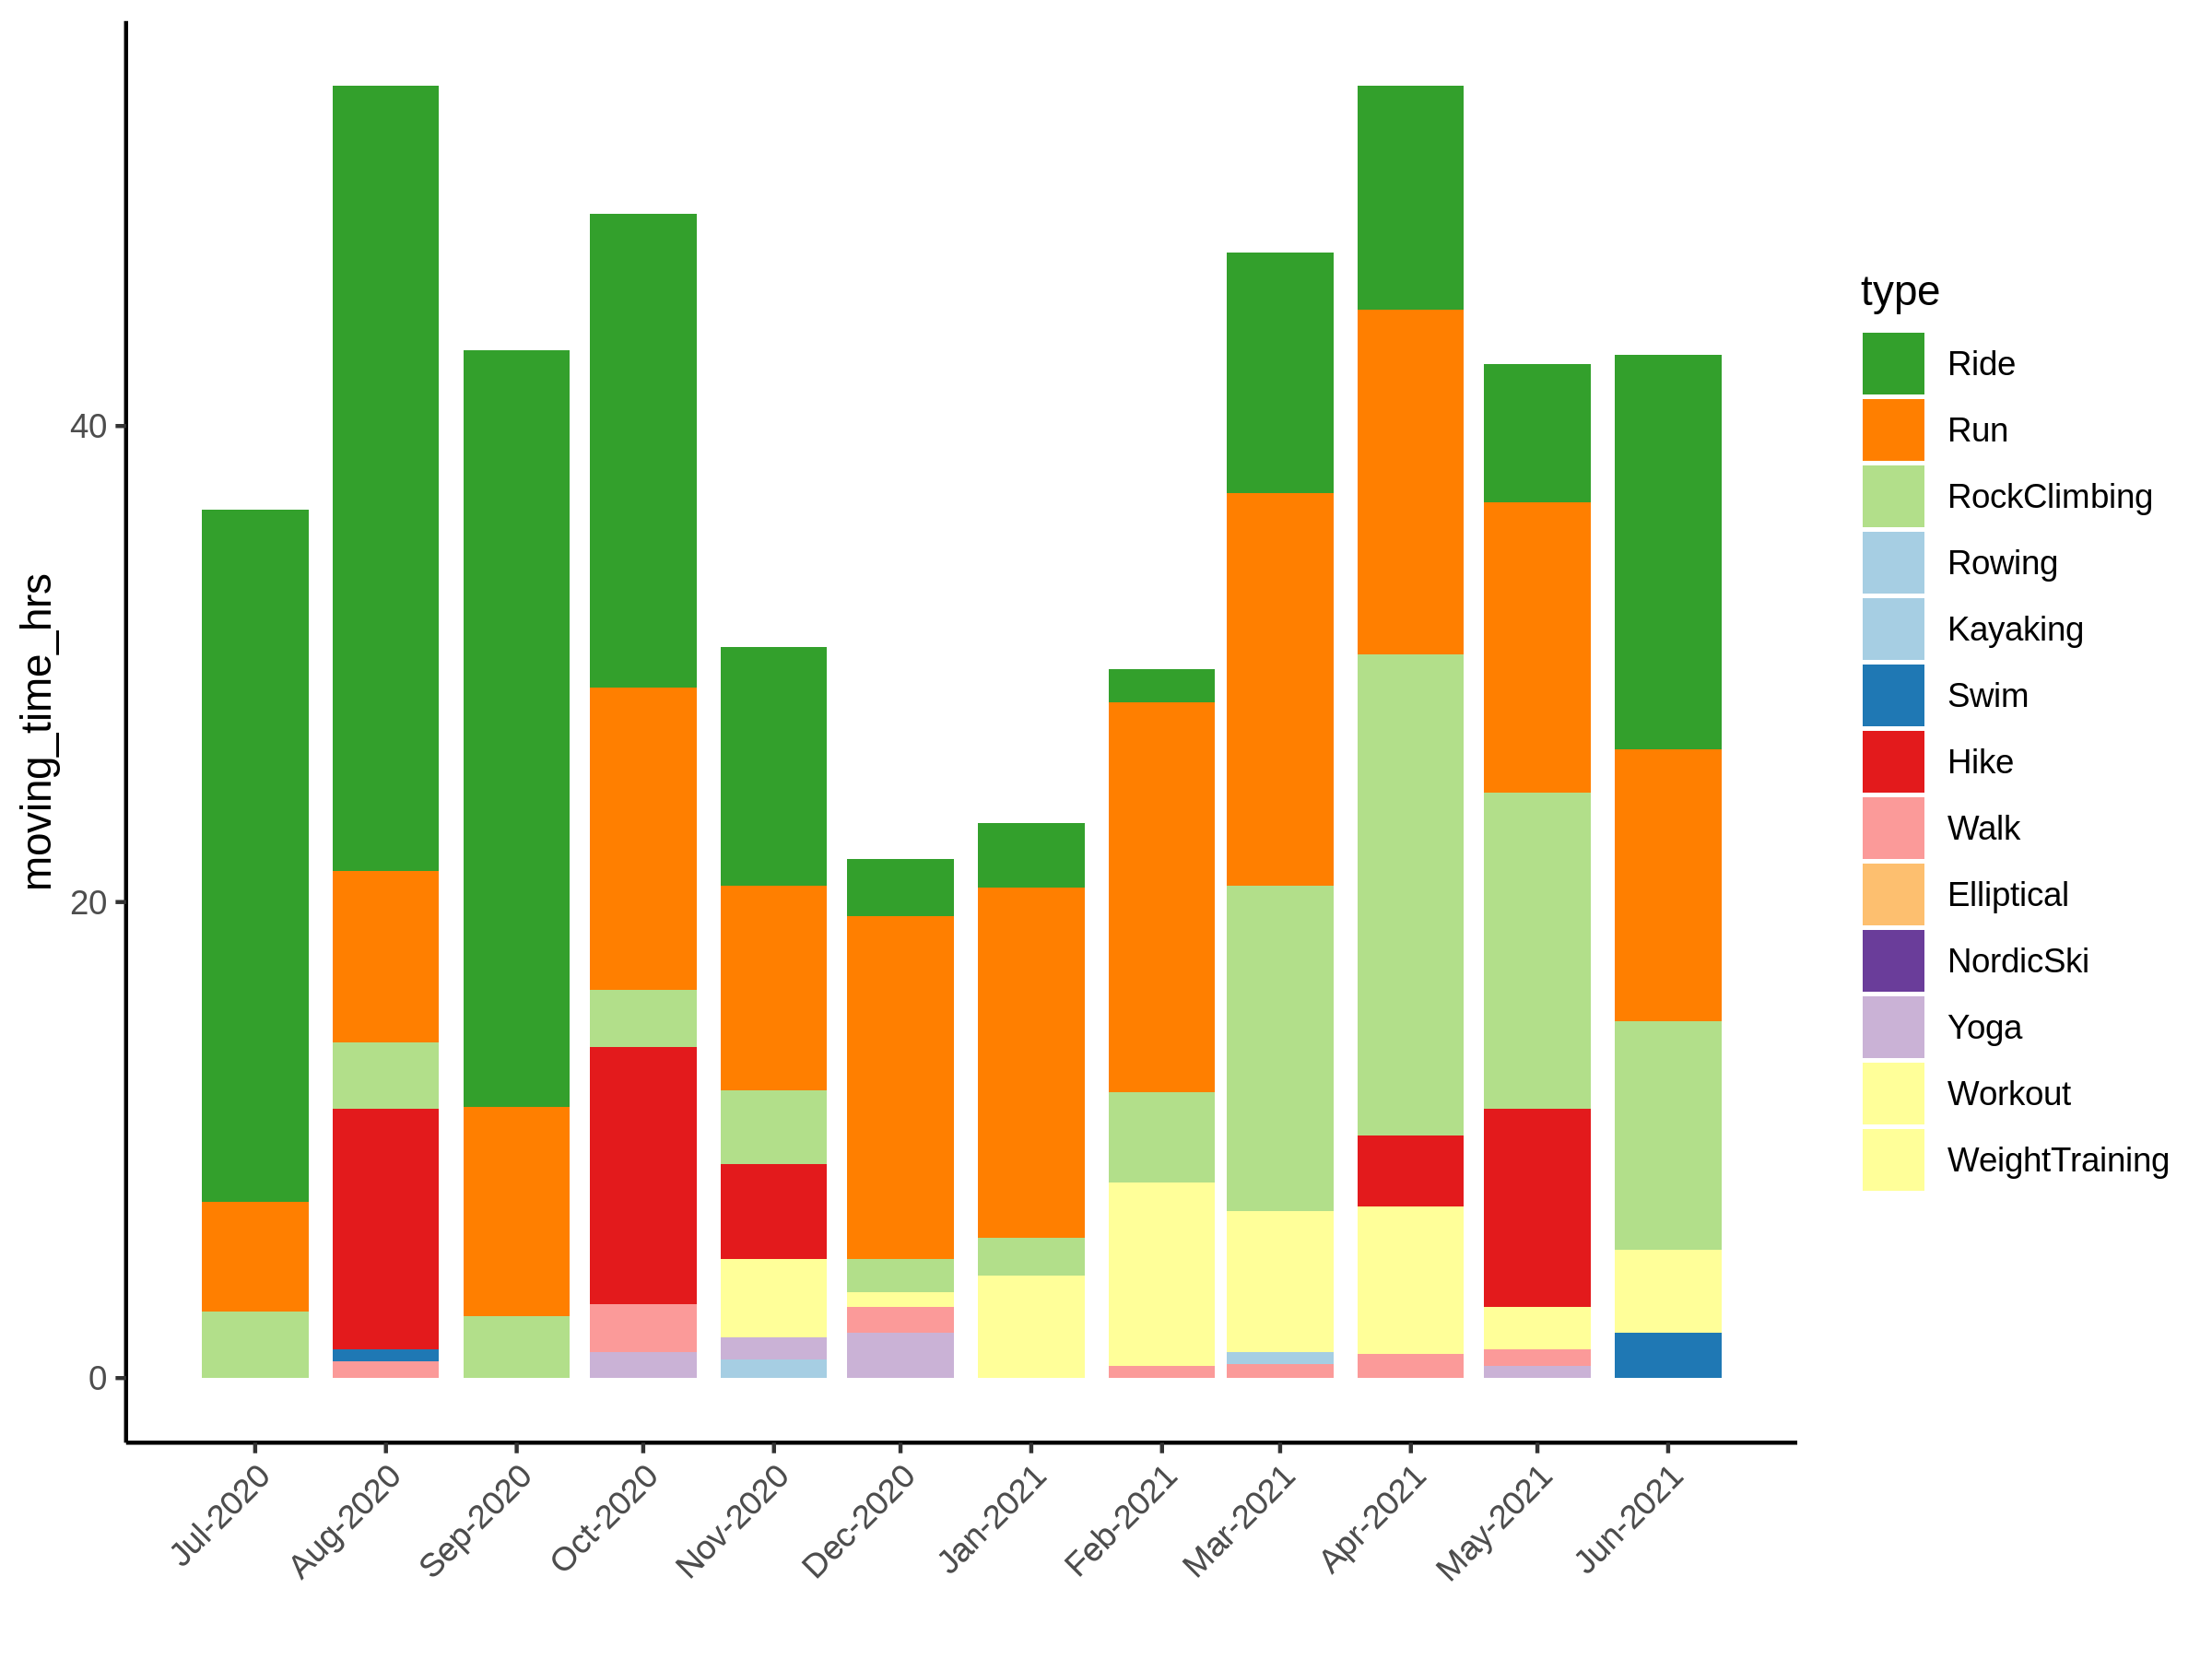 moving_time_hrs
40
20
0
Jul-2020
Aug-2020
Sep-2020
Oct-2020
Nov-2020
Dec-2020
Jan-2021
Feb-2021
Mar-2021
Apr-2021
May-2021
Jun-2021
type
Ride
Run
RockClimbing
Rowing
Kayaking
Swim
Hike
Walk
Elliptical
NordicSki
Yoga
Workout
WeightTraining